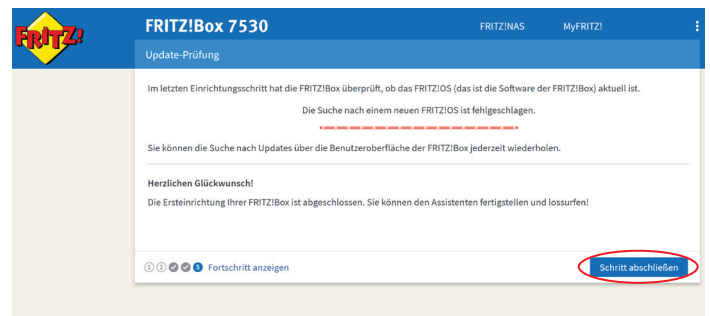 FRITZ!
FRITZ!Box 7530
FRITZ!NAS
MyFRITZ!
Update-Prüfung
Im letzten Einrichtungsschritt hat die FRITZ!Box überprüft, ob das FRITZ!OS (das ist die Software der FRITZ!Box) aktuell ist.
Die Suche nach einem neuen FRITZ!OS ist fehlgeschlagen.
Sie können die Suche nach Updates über die Benutzeroberfläche der FRITZ!Box jederzeit wiederholen.
Herzlichen Glückwunsch!
Die Ersteinrichtung Ihrer FRITZ!Box ist abgeschlossen. Sie können den Assistenten fertigstellen und lossurfen!
1 2 5 Fortschritt anzeigen
Schritt abschließen